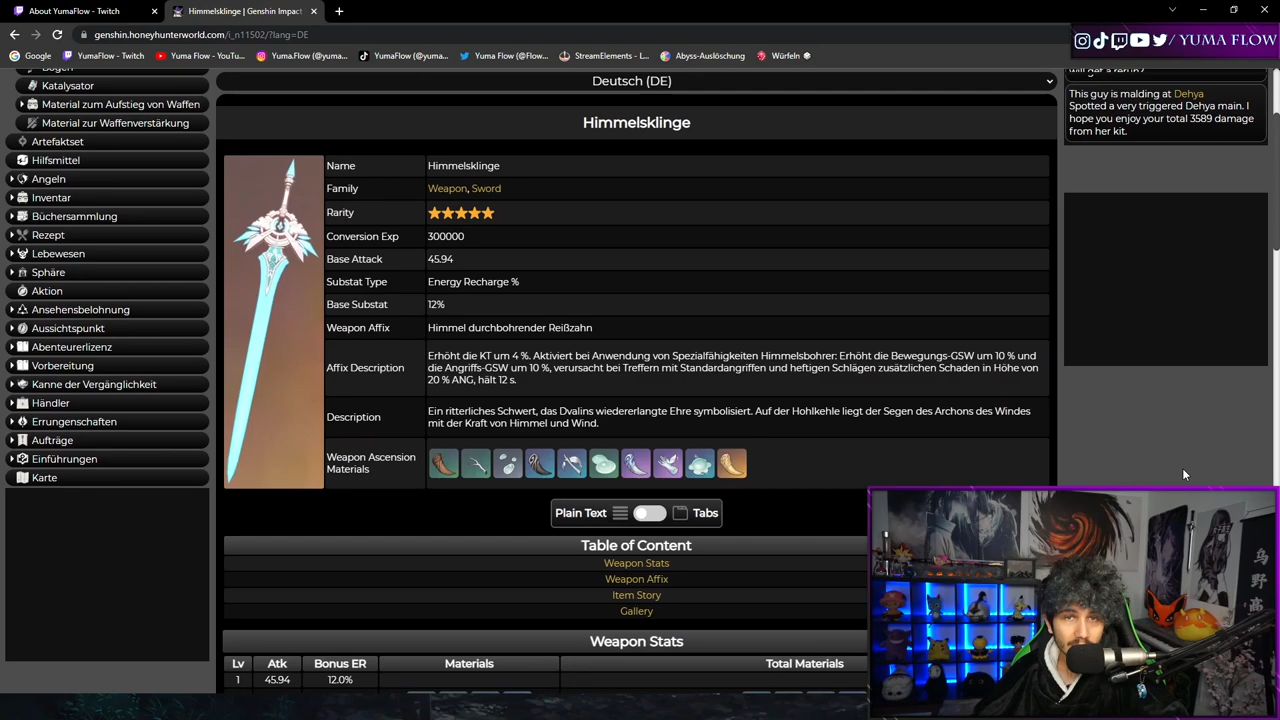 About YumaFlow - Twitch
Himmelsklinge | Genshin Impact
genshin.honeyhunterworld.com/i_n11502/?lang=DE
/ YUMA FLOW
Google
YumaFlow - Twitch
YumaFlow - YouTu...
Yuma.Flow (@yuma...
YumaFlow (@yuma...
Yuma Flow (@Flow...
StreamElements -...
Abyss-Auslöschung
Würfeln
Katalysator
Material zum Aufstieg von Waffen
Material zur Waffenverstärkung
Artefaktset
Hilfsmittel
Angeln
Inventar
Büchersammlung
Rezept
Lebewesen
Sphäre
Aktion
Ansehensbelohnung
Aussichtspunkt
Abenteurerlizenz
Vorbereitung
Kanne der Vergänglichkeit
Händler
Errungenschaften
Aufträge
Einführungen
Karte
Deutsch (DE)
Himmelsklinge
Name Himmelsklinge
Family Weapon, Sword
Rarity
Conversion Exp 300000
Base Attack 45.94
Substat Type Energy Recharge %
Base Substat 12%
Weapon Affix Himmel durchbohrender Reißzahn
Affix Description
Erhöht die KT um 4 %. Aktiviert bei Anwendung von Spezialfähigkeiten Himmelsbohrer: Erhöht die Bewegungs-GSW um 10 % und
die Angriffs-GSW um 10 %, verursacht bei Treffern mit Standardangriffen und heftigen Schlägen zusätzlichen Schaden in Höhe von
20 % ANG, hält 12 s.
Description
Ein ritterliches Schwert, das Dvalins wiedererlangte Ehre symbolisiert. Auf der Hohlkehle liegt der Segen des Archons des Windes
mit der Kraft von Himmel und Wind.
Weapon Ascension
Materials
Plain Text
Tabs
Table of Content
Weapon Stats
Weapon Affix
Item Story
Gallery
Weapon Stats
Lv Atk Bonus ER Materials Total Materials
1 45.94 12.0%
will get a rerun?
This guy is malding at Dehya
Spotted a very triggered Dehya main. I
hope you enjoy your total 3589 damage
from her kit.
烏
野
高